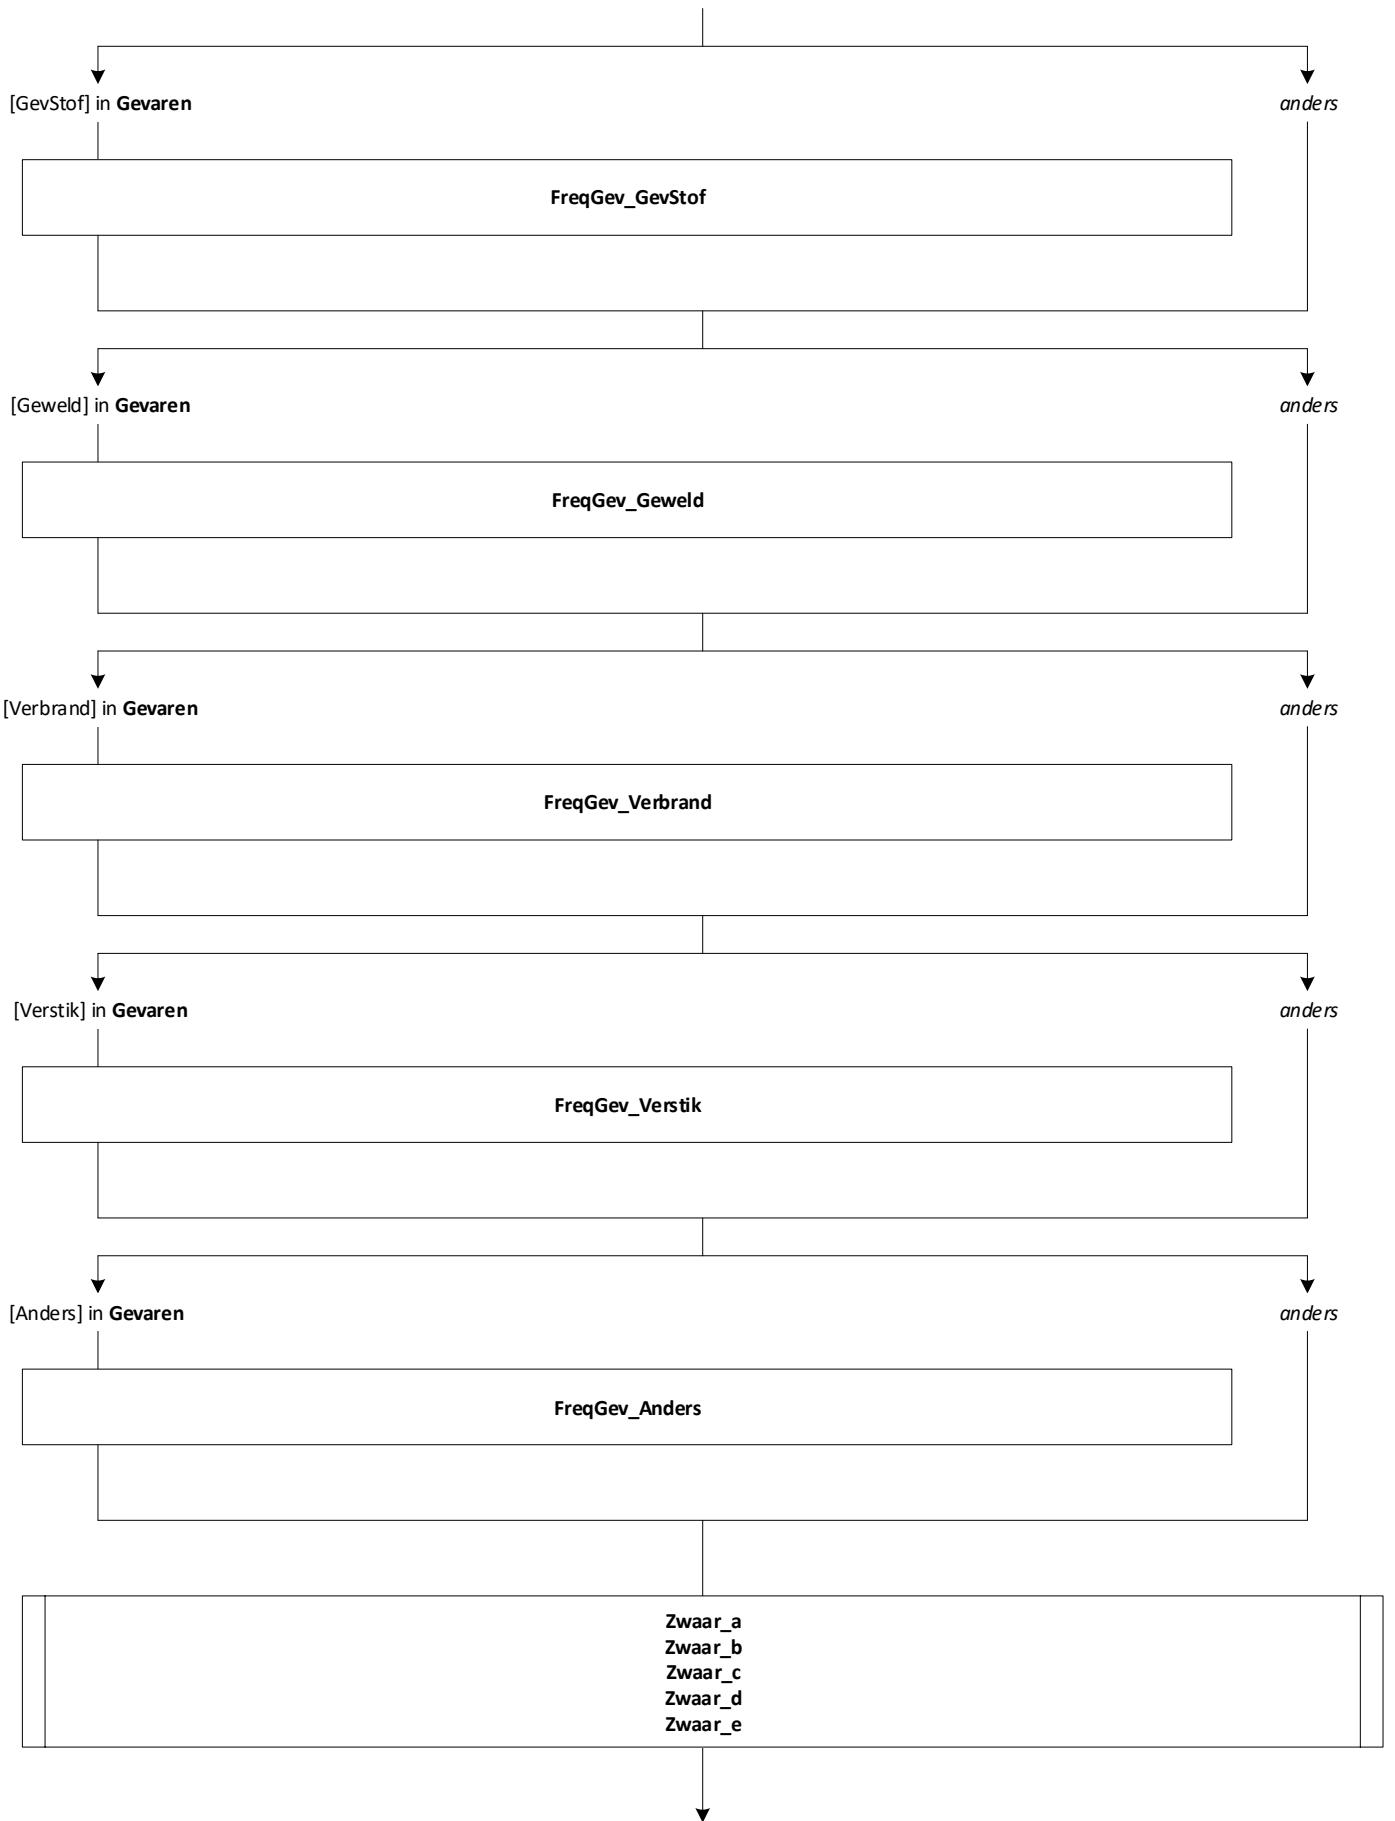 [GevStof] in Gevaren
anders
FreqGev_GevStof
[Geweld] in Gevaren
anders
FreqGev_Geweld
[Verbrand] in Gevaren
anders
FreqGev_Verbrand
[Verstik] in Gevaren
anders
FreqGev_Verstik
[Anders] in Gevaren
anders
FreqGev_Anders
Zwaar_a
Zwaar_b
Zwaar_c
Zwaar_d
Zwaar_e